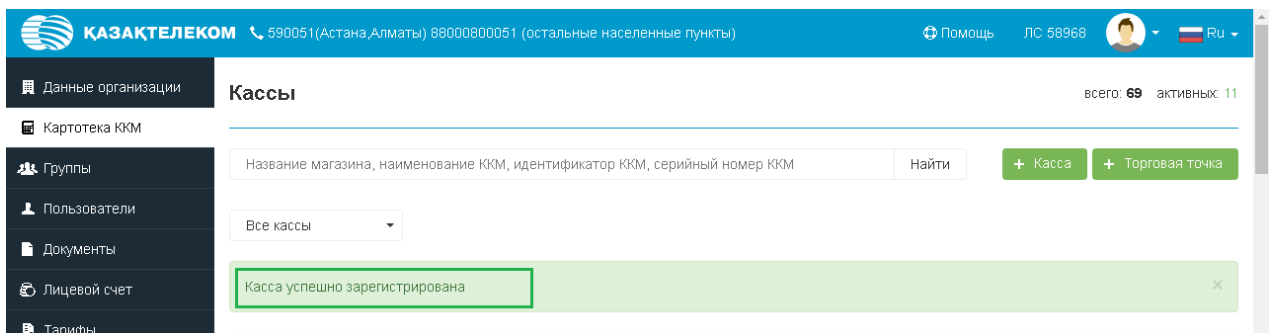 ҚАЗАҚТЕЛЕКОМ 590051(Астана,Алматы) 88000800051 (остальные населенные пункты) Помощь ЛС 58968 Ru
Данные организации
Картотека ККМ
Группы
Пользователи
Документы
Лицевой счет
Тарифы
Кассы
всего: 69 активных: 11
Название магазина, наименование ККМ, идентификатор ККМ, серийный номер ККМ Найти + Касса + Торговая точка
Все кассы
Касса успешно зарегистрирована ×